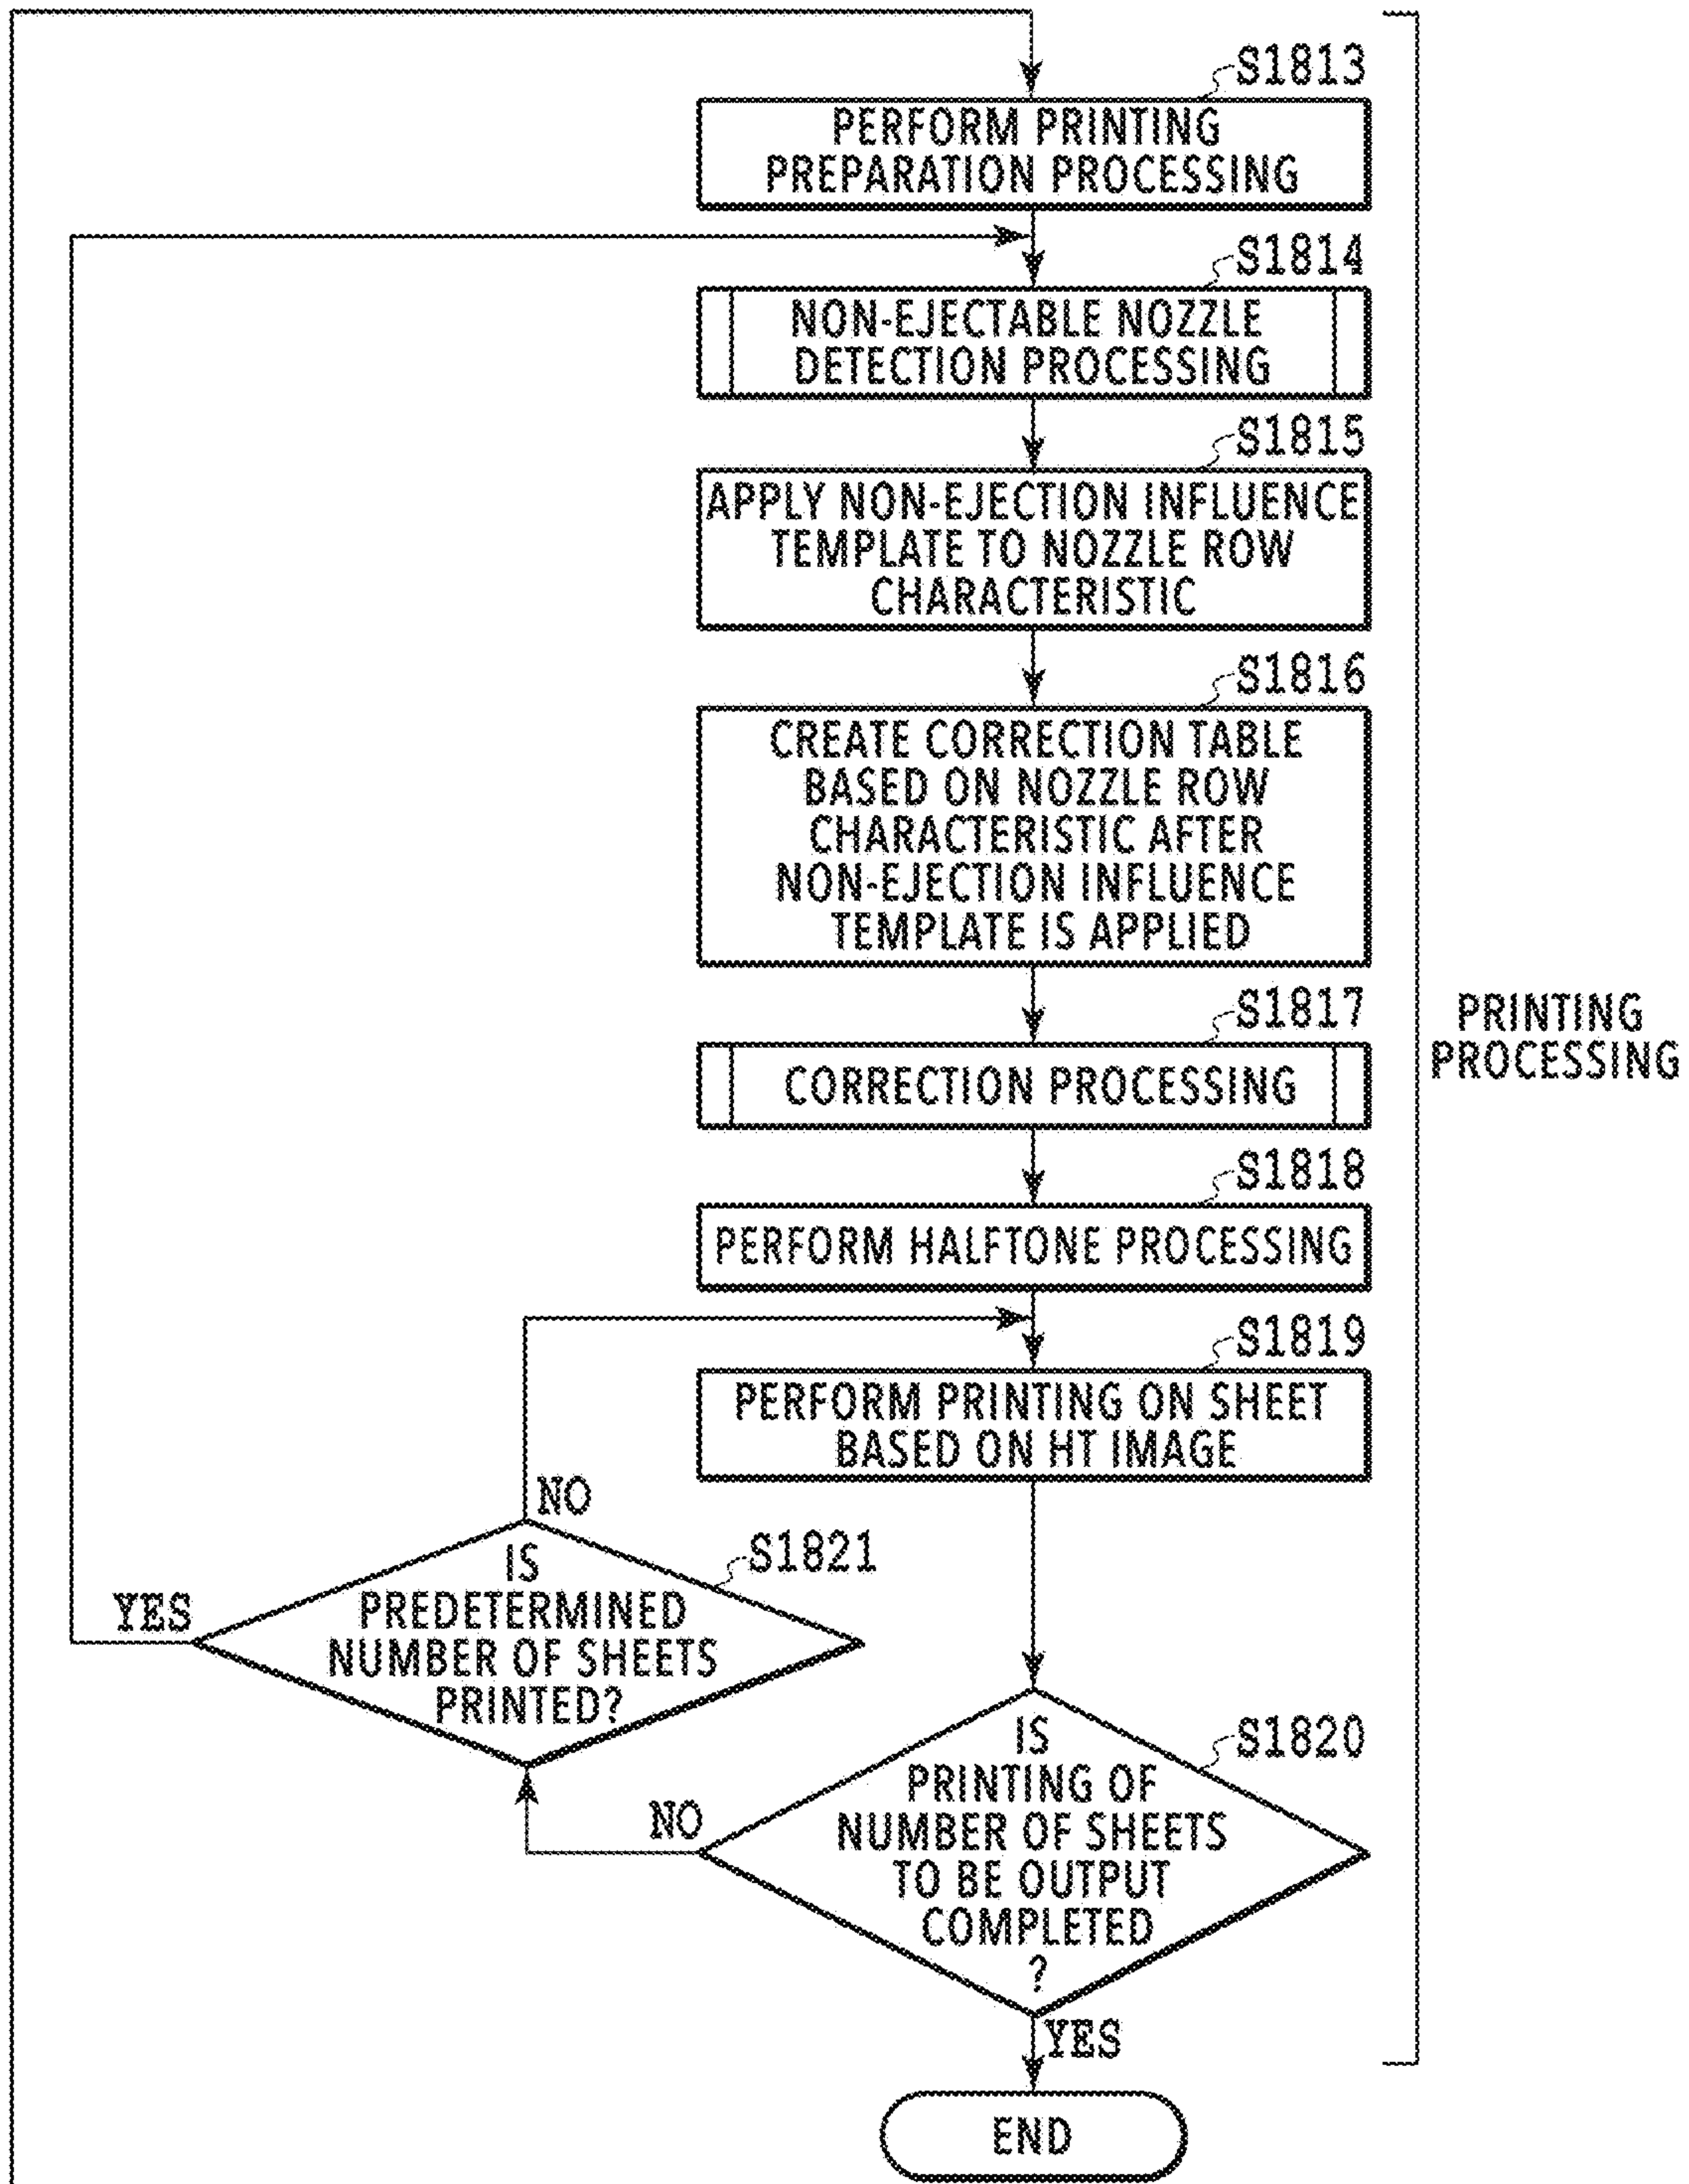 S1813
PERFORM PRINTING
PREPARATION PROCESSING
S1814
NON-EJECTABLE NOZZLE
DETECTION PROCESSING
S1815
APPLY NON-EJECTION INFLUENCE
TEMPLATE TO NOZZLE ROW
CHARACTERISTIC
S1816
CREATE CORRECTION TABLE
BASED ON NOZZLE ROW
CHARACTERISTIC AFTER
NON-EJECTION INFLUENCE
TEMPLATE IS APPLIED
S1817
CORRECTION PROCESSING
PRINTING
PROCESSING
S1818
PERFORM HALFTONE PROCESSING
S1819
PERFORM PRINTING ON SHEET
BASED ON HT IMAGE
NO
S1821
IS
PREDETERMINED
NUMBER OF SHEETS
PRINTED?
YES
S1820
IS
PRINTING OF
NUMBER OF SHEETS
TO BE OUTPUT
COMPLETED
?
NO
YES
END